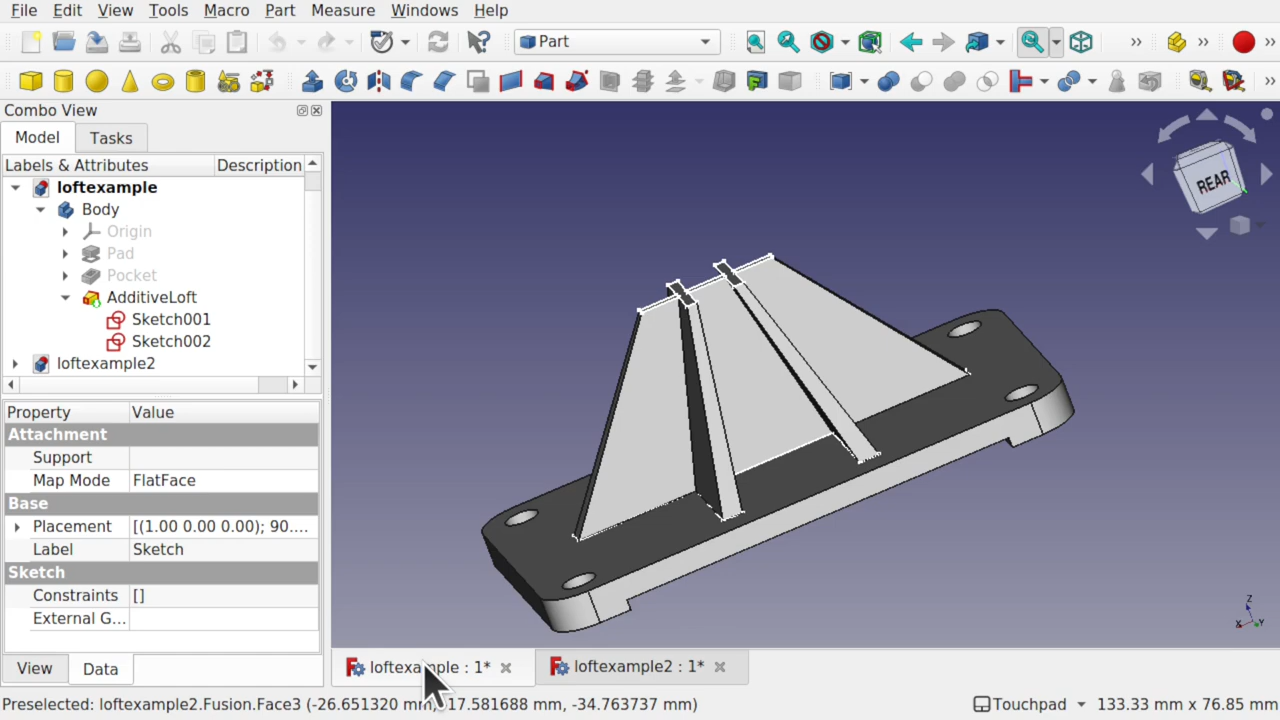 File Edit View Tools Macro Part Measure Windows Help
Part
Combo View
Model Tasks
Labels & Attributes Description
loftexample
Body
Origin
Pad
Pocket
AdditiveLoft
Sketch001
Sketch002
loftexample2
Property Value
Attachment
Support
Map Mode FlatFace
Base
Placement [(1.00 0.00 0.00); 90....
Label Sketch
Sketch
Constraints []
External G...
View Data
REAR
Z
X Y
loftexample : 1* loftexample2 : 1*
Preselected: loftexample2.Fusion.Face3 (-26.651320 mm, 17.581688 mm, -34.763737 mm)
Touchpad 133.33 mm x 76.85 mm